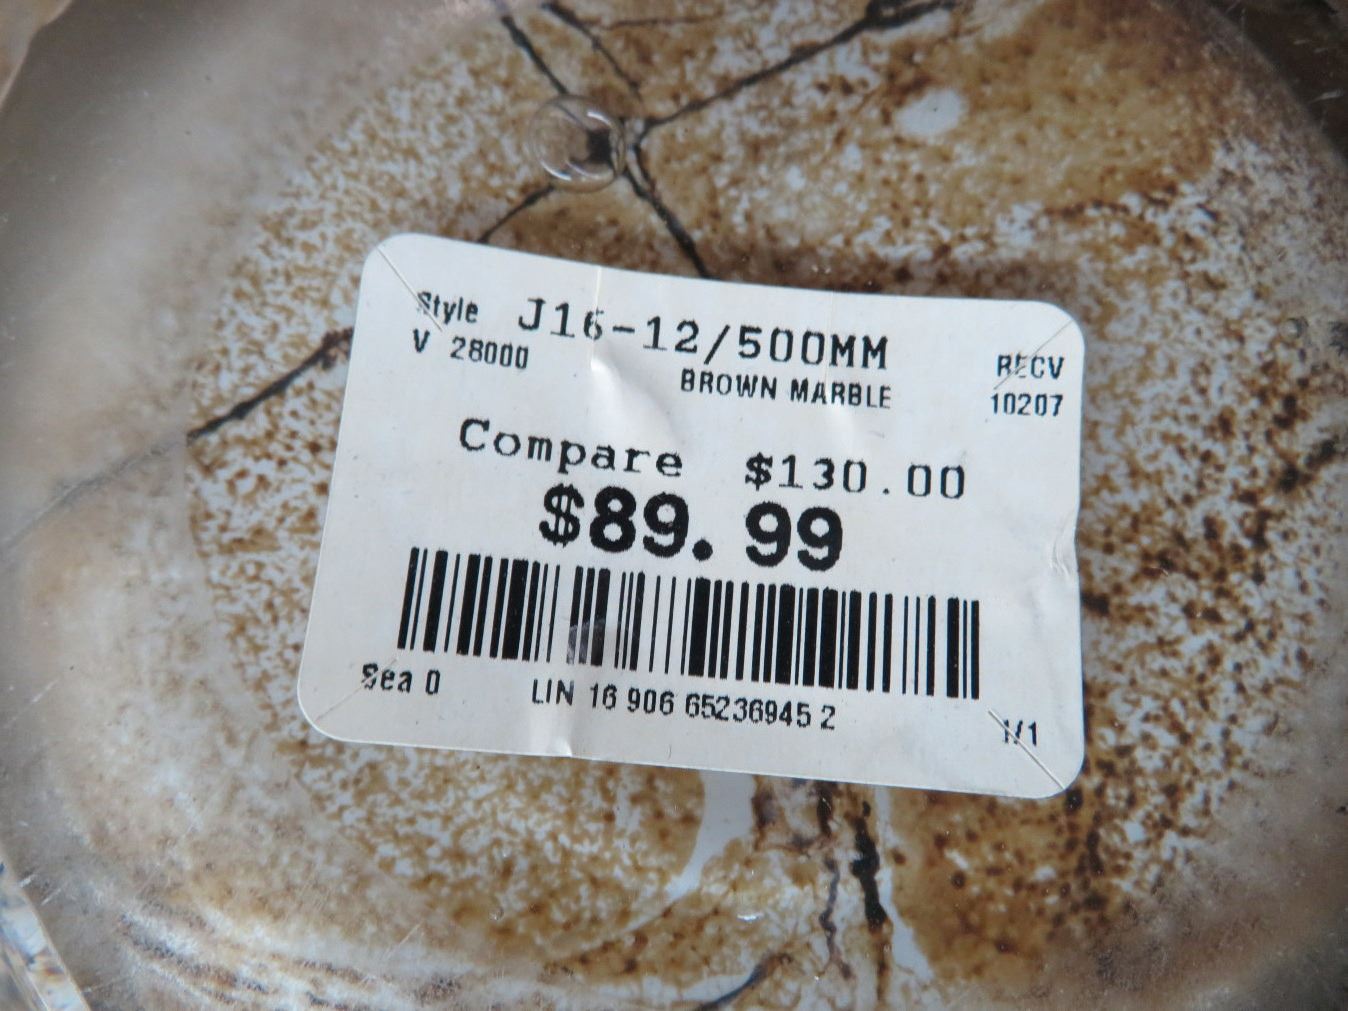 Style J16-12/500MM
V 28000 BROWN MARBLE
RECV
10207
Compare $130.00
$89.99
Sea 0 LIN 16 906 65236945 2 1/1